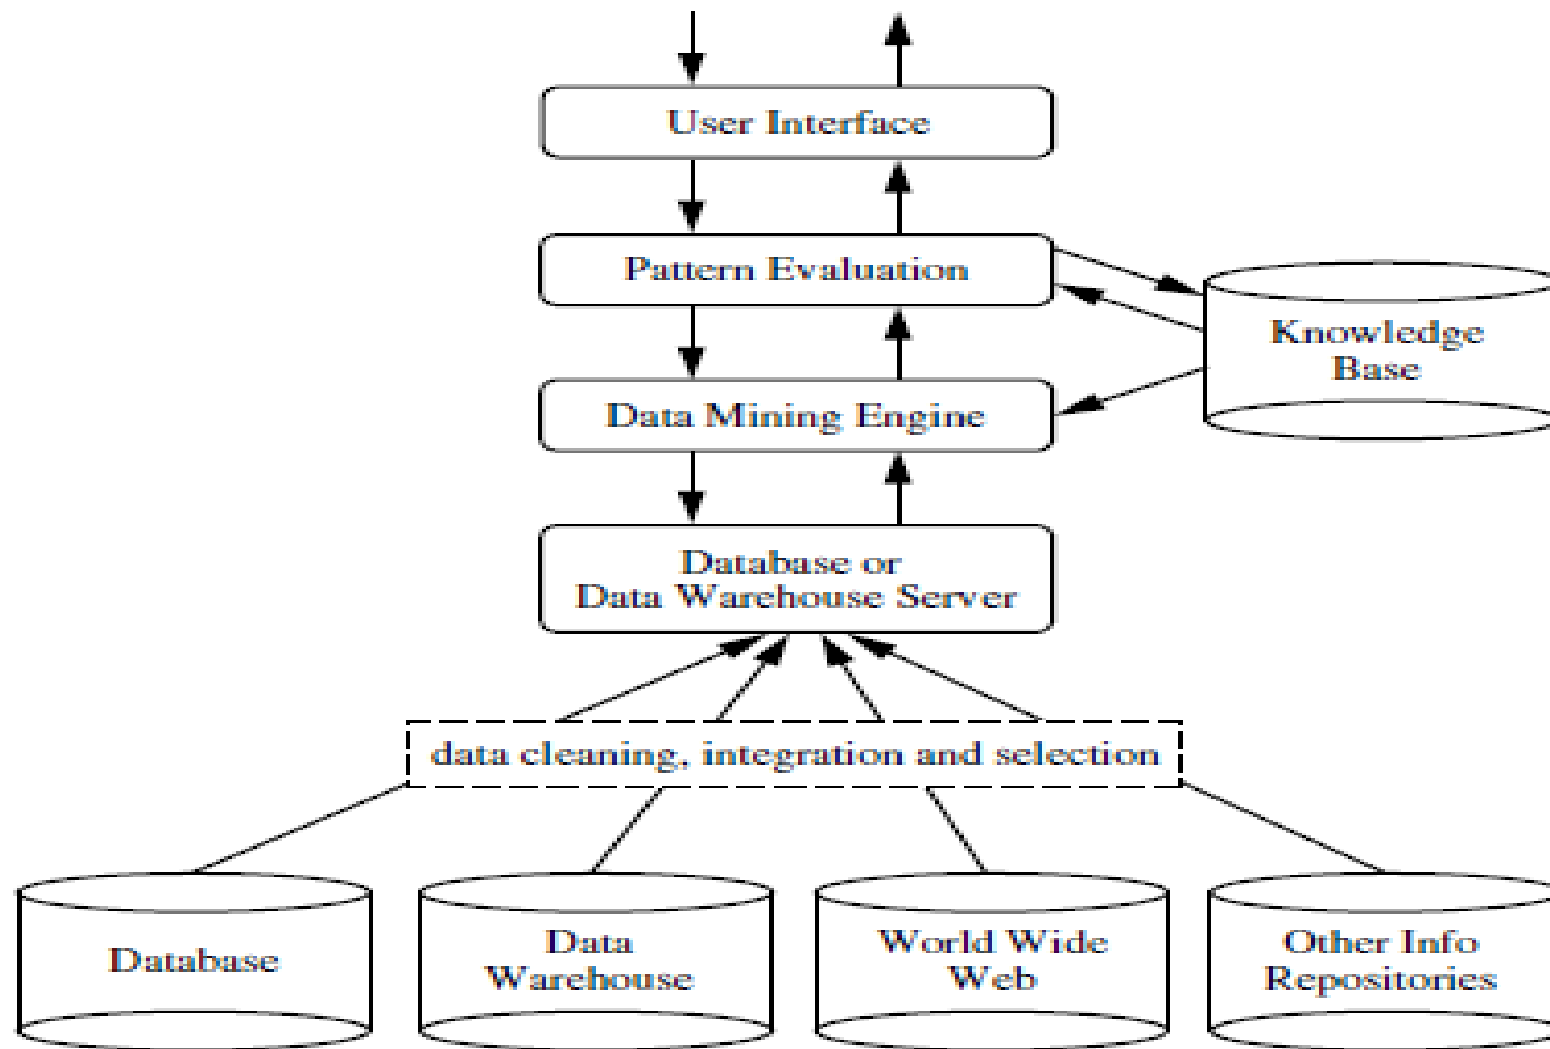 User Interface
Pattern Evaluation
Knowledge
Base
Data Mining Engine
Database or
Data Warehouse Server
data cleaning, integration and selection
Database
Data
Warehouse
World Wide
Web
Other Info
Repositories